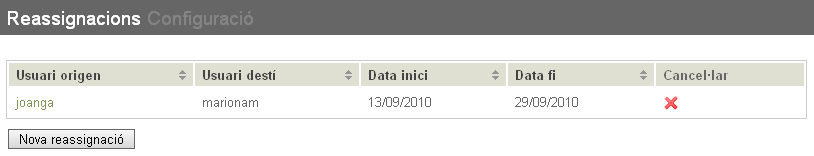 Reassignacions Configuració
Usuari origen Usuari destí Data inici Data fi Cancel·lar
joanga marionam 13/09/2010 29/09/2010
Nova reassignació